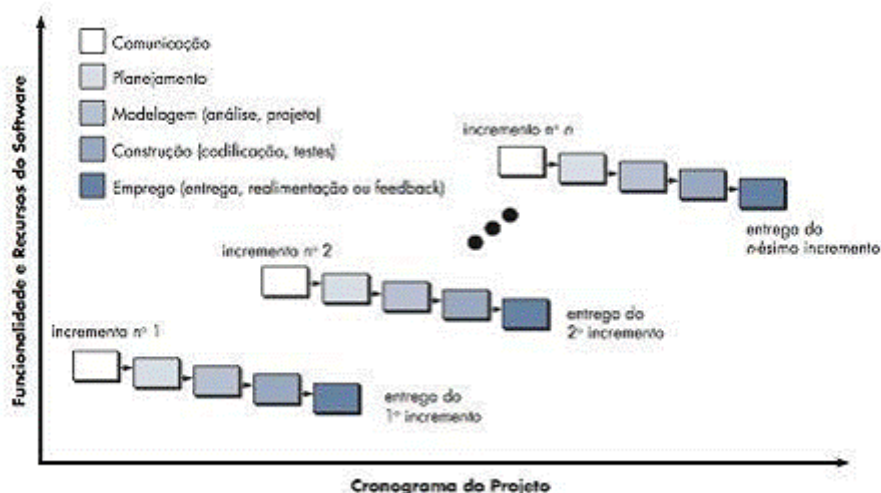 Funcionalidade e Recursos do Software
Comunicação
Planejamento
Modelagem (análise, projeto)
Construção (codificação, testes)
Emprego (entrega, realimentação ou feedback)
incremento nº n
entrega do
n-ésimo incremento
incremento nº 2
entrega do
2º incremento
incremento nº 1
entrega do
1º incremento
Cronograma do Projeto